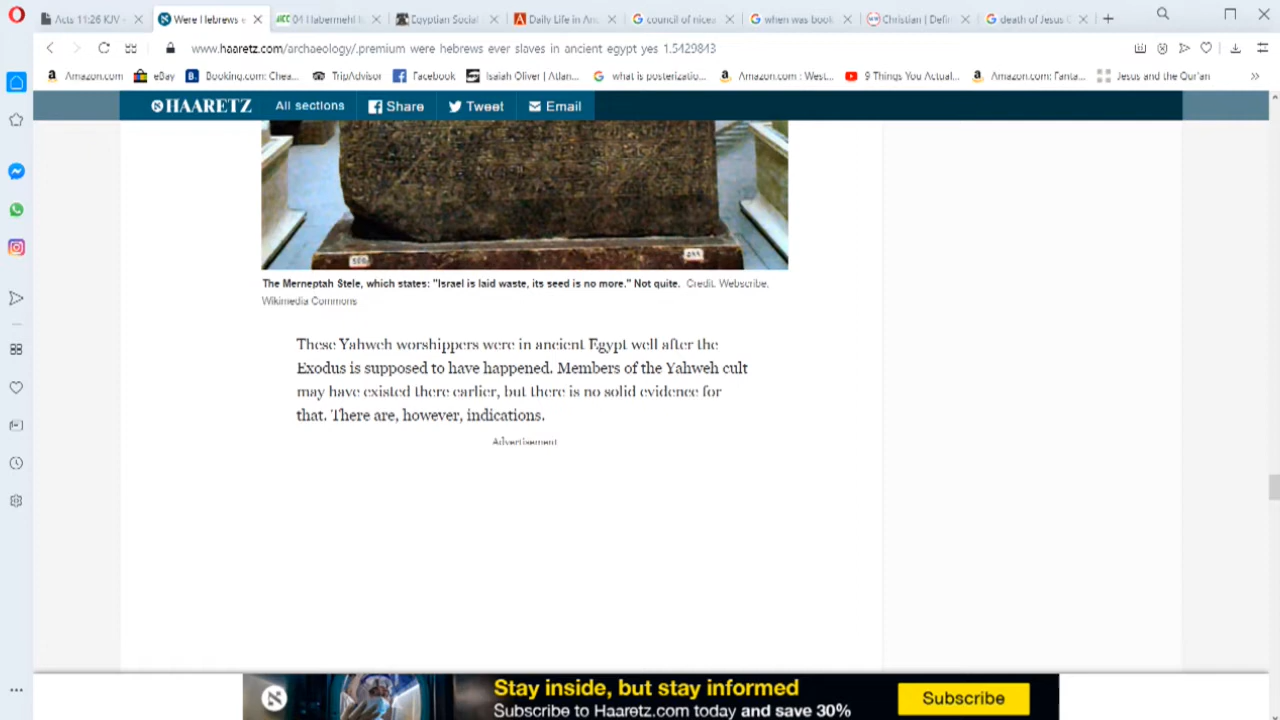 Acts 11:26 KJV
Were Hebrews e
04 Habermehl
Egyptian Social
Daily Life in Anc
council of nicea
when was book
Christian | Defin
death of Jesus
www.haaretz.com/archaeology/.premium were hebrews ever slaves in ancient egypt yes 1.5429843
Amazon.com
eBay
Booking.com: Chea...
TripAdvisor
Facebook
Isaiah Oliver | Atlan...
what is posterizatio...
Amazon.com : West...
9 Things You Actual...
Amazon.com: Fanta...
Jesus and the Qur'an
HAARETZ
All sections
Share
Tweet
Email
The Merneptah Stele, which states: "Israel is laid waste, its seed is no more." Not quite. Credit. Webscribe.
Wikimedia Commons
These Yahweh worshippers were in ancient Egypt well after the
Exodus is supposed to have happened. Members of the Yahweh cult
may have existed there earlier, but there is no solid evidence for
that. There are, however, indications.
Advertisement
Stay inside, but stay informed
Subscribe to Haaretz.com today and save 30%
Subscribe